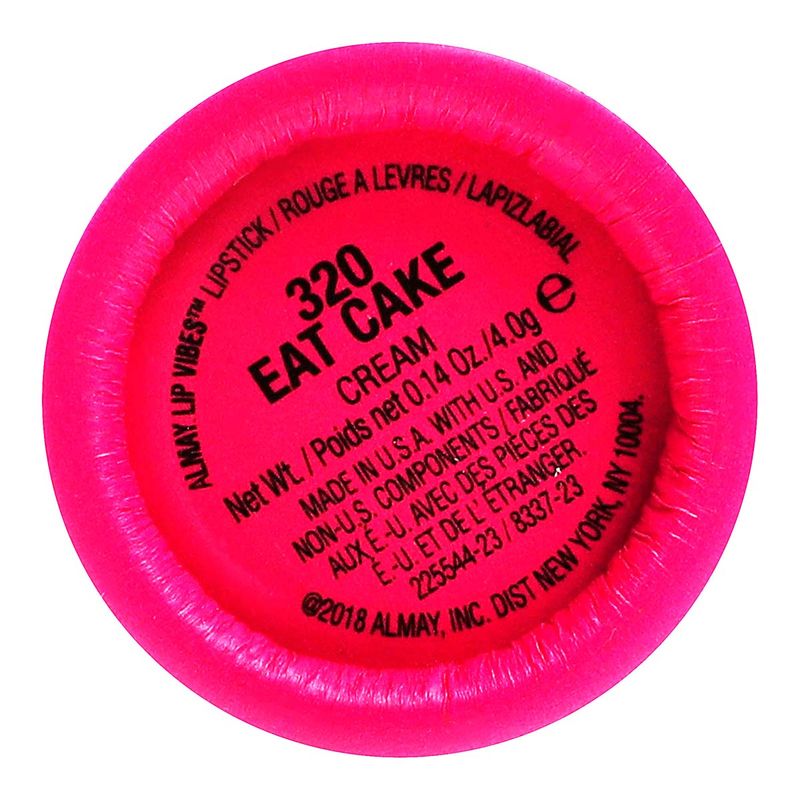 ALMAY LIP VIBES™ LIPSTICK / ROUGE A LEVRES / LAPIZLABIAL
320
EAT CAKE
CREAM
Net Wt. / Poids net 0.14 Oz./4.0g ℮
MADE IN U.S.A. WITH U.S. AND
NON-U.S. COMPONENTS / FABRIQUÉ
AUX É.-U. AVEC DES PIÈCES DES
É.-U. ET DE L' ÉTRANGER.
225544-23 / 8337-23
@2018 ALMAY, INC. DIST NEW YORK, NY 10004.